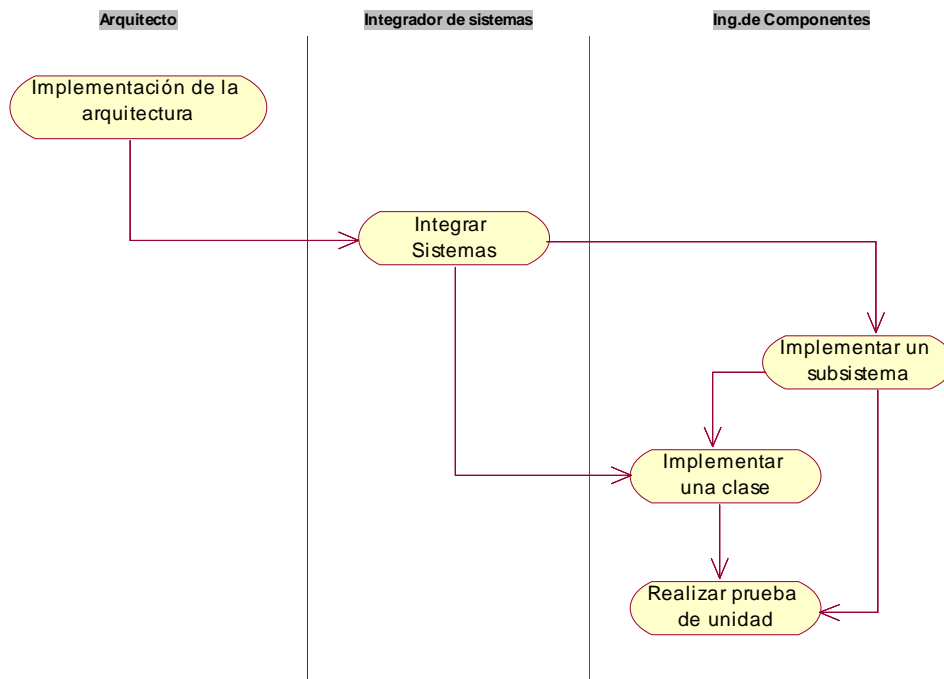 Arquitecto
Integrador de sistemas
Ing.de Componentes
Implementación de la
arquitectura
Integrar
Sistemas
Implementar un
subsistema
Implementar
una clase
Realizar prueba
de unidad